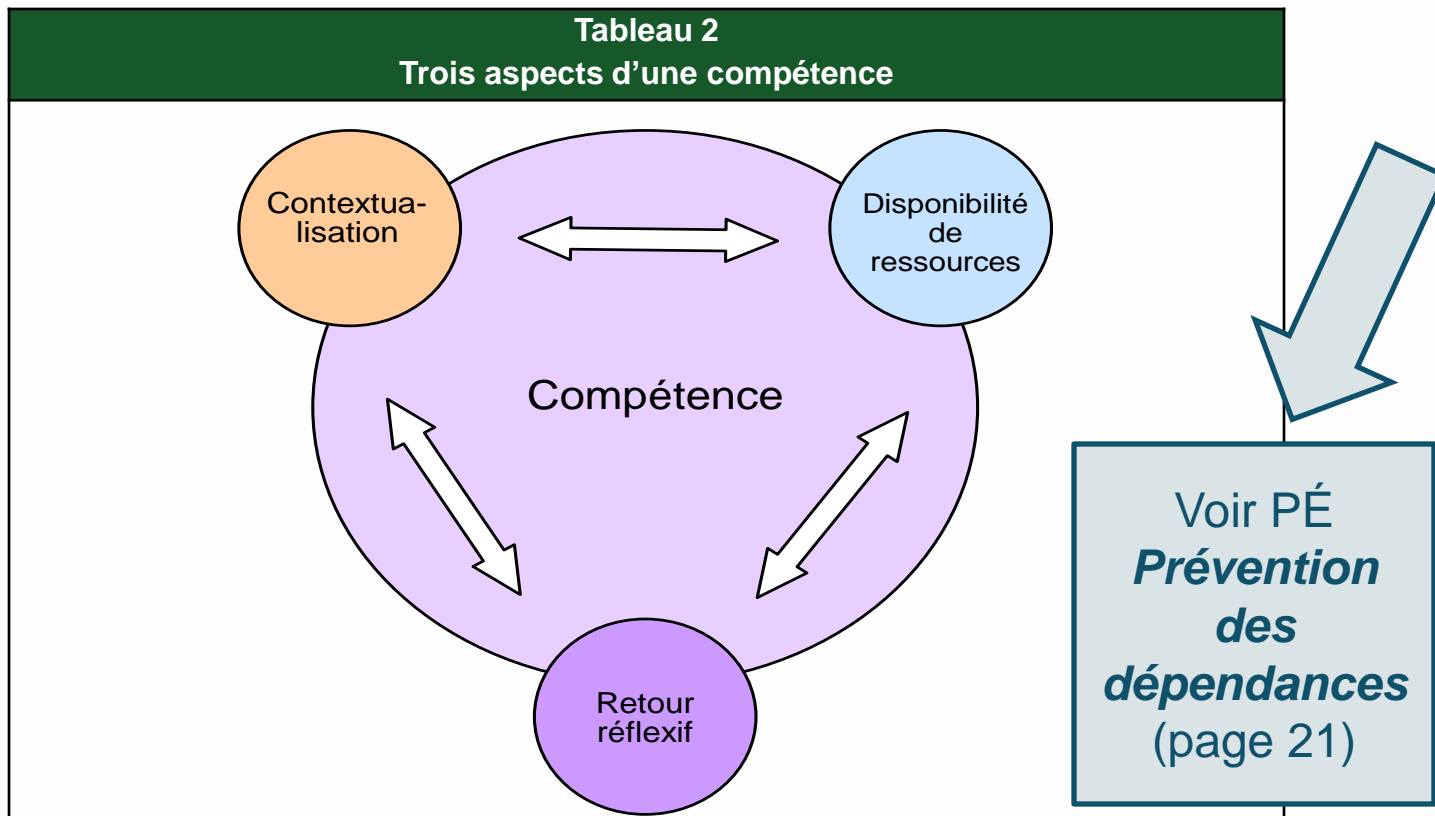 Tableau 2
Trois aspects d’une compétence
Contextua-
lisation
Disponibilité
de
ressources
Compétence
Retour
réflexif
Voir PÉ
Prévention
des
dépendances
(page 21)